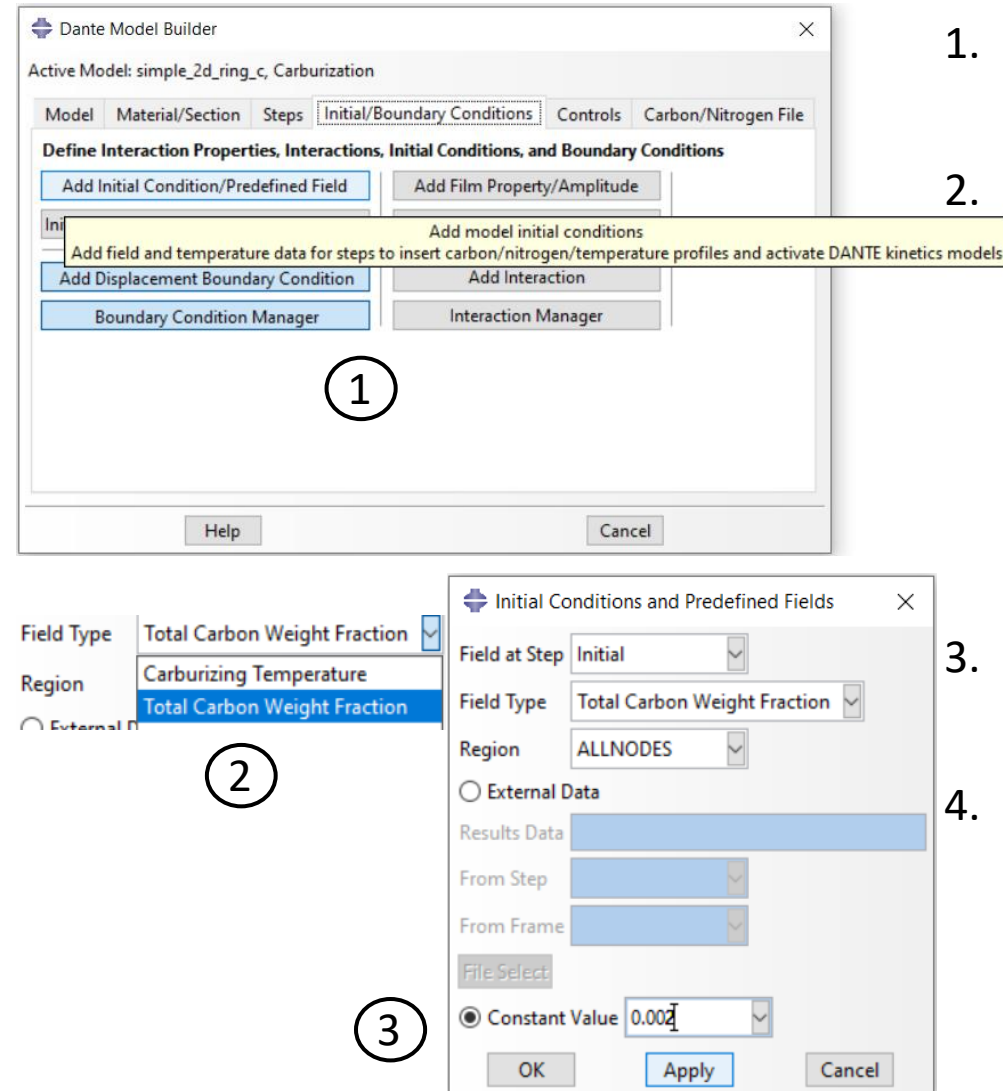 Dante Model Builder
1.
Active Model: simple_2d_ring_c, Carburization
Model Material/Section Steps Initial/Boundary Conditions Controls Carbon/Nitrogen File
Define Interaction Properties, Interactions, Initial Conditions, and Boundary Conditions
Add Initial Condition/Predefined Field Add Film Property/Amplitude
2.
Ini
Add model initial conditions
Add field and temperature data for steps to insert carbon/nitrogen/temperature profiles and activate DANTE kinetics models
Add Displacement Boundary Condition Add Interaction
Boundary Condition Manager Interaction Manager
1
Help Cancel
Field Type Total Carbon Weight Fraction
Region Carburizing Temperature
Total Carbon Weight Fraction
External D
2
Initial Conditions and Predefined Fields
Field at Step Initial
3.
Field Type Total Carbon Weight Fraction
Region ALLNODES
External Data
4.
Results Data
From Step
From Frame
File Select
3
Constant Value 0.002
OK Apply Cancel